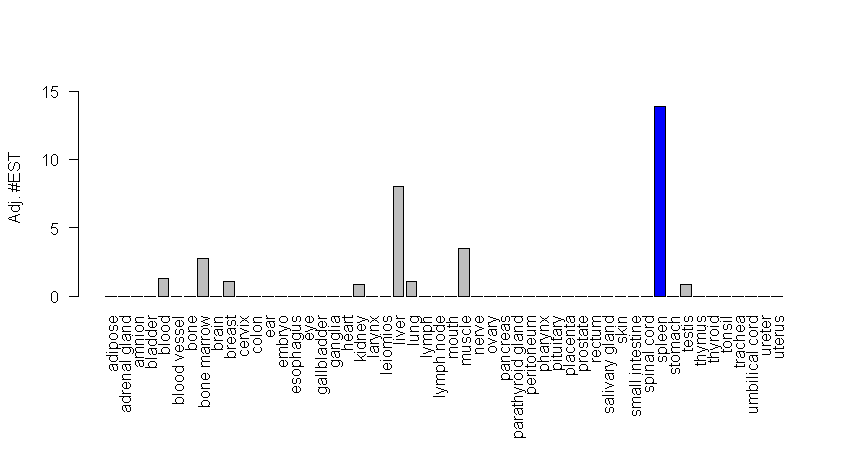 Adj. #EST
15
10
5
0
adipose
adrenal gland
amnion
bladder
blood
blood vessel
bone
bone marrow
brain
breast
cervix
colon
ear
embryo
esophagus
eye
gallbladder
ganglia
heart
kidney
larynx
leiomios
liver
lung
lymph
lymph node
mouth
muscle
nerve
ovary
pancreas
parathyroid gland
peritoneum
pharynx
pituitary
placenta
prostate
rectum
salivary gland
skin
small intestine
spinal cord
spleen
stomach
testis
thymus
thyroid
tonsil
trachea
umbilical cord
ureter
uterus